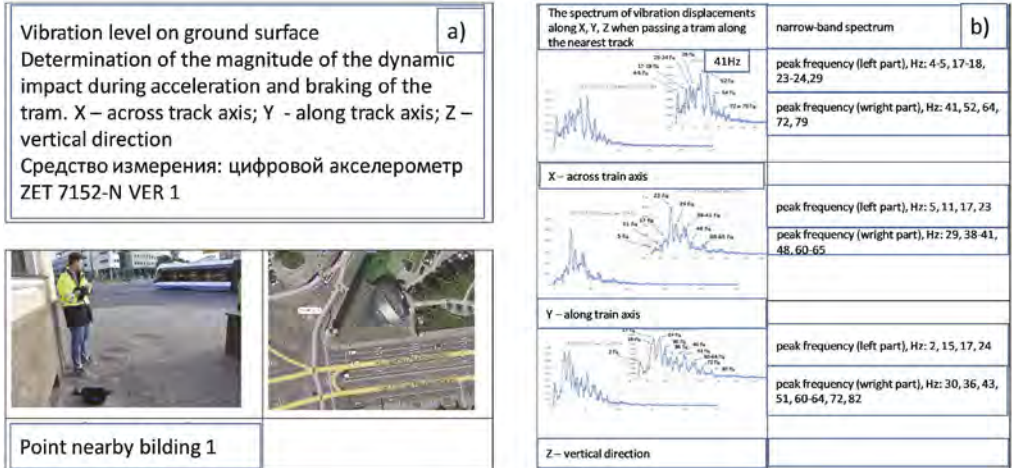 a)
Vibration level on ground surface
Determination of the magnitude of the dynamic
impact during acceleration and braking of the
tram. X – across track axis; Y - along track axis; Z –
vertical direction
Средство измерения: цифровой акселерометр
ZET 7152-N VER 1
Point nearby bilding 1
b)
The spectrum of vibration displacements
along X, Y, Z when passing a tram along
the nearest track
narrow-band spectrum
41Hz
peak frequency (left part), Hz: 4-5, 17-18,
23-24,29
peak frequency (wright part), Hz: 41, 52, 64,
72, 79
X – across train axis
peak frequency (left part), Hz: 5, 11, 17, 23
peak frequency (wright part), Hz: 29, 38-41,
48, 60-65
Y – along train axis
peak frequency (left part), Hz: 2, 15, 17, 24
peak frequency (wright part), Hz: 30, 36, 43,
51, 60-64, 72, 82
Z – vertical direction